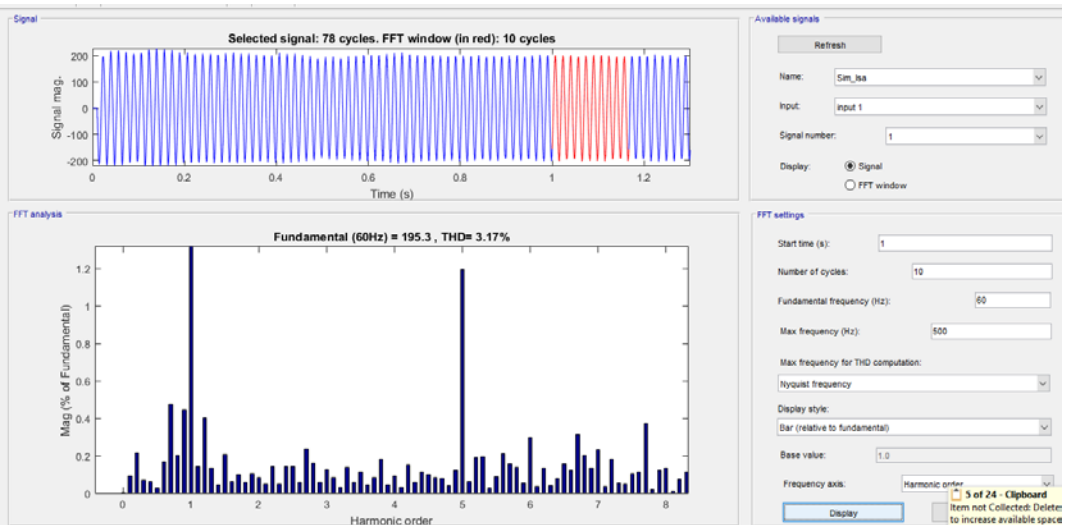 Signal
Selected signal: 78 cycles. FFT window (in red): 10 cycles
Signal mag.
200
100
0
-100
-200
0
0.2
0.4
0.6
0.8
1
1.2
Time (s)
FFT analysis
Fundamental (60Hz) = 195.3 , THD= 3.17%
Mag (% of Fundamental)
1.2
1
0.8
0.6
0.4
0.2
0
0
1
2
3
4
5
6
7
8
Harmonic order
Available signals
Refresh
Name:
Sim_Isa
Input:
input 1
Signal number:
1
Display:
Signal
FFT window
FFT settings
Start time (s):
1
Number of cycles:
10
Fundamental frequency (Hz):
60
Max frequency (Hz):
500
Max frequency for THD computation:
Nyquist frequency
Display style:
Bar (relative to fundamental)
Base value:
1.0
Frequency axis:
Harmonic order
Display
5 of 24 - Clipboard
Item not Collected: Delete
to increase available space